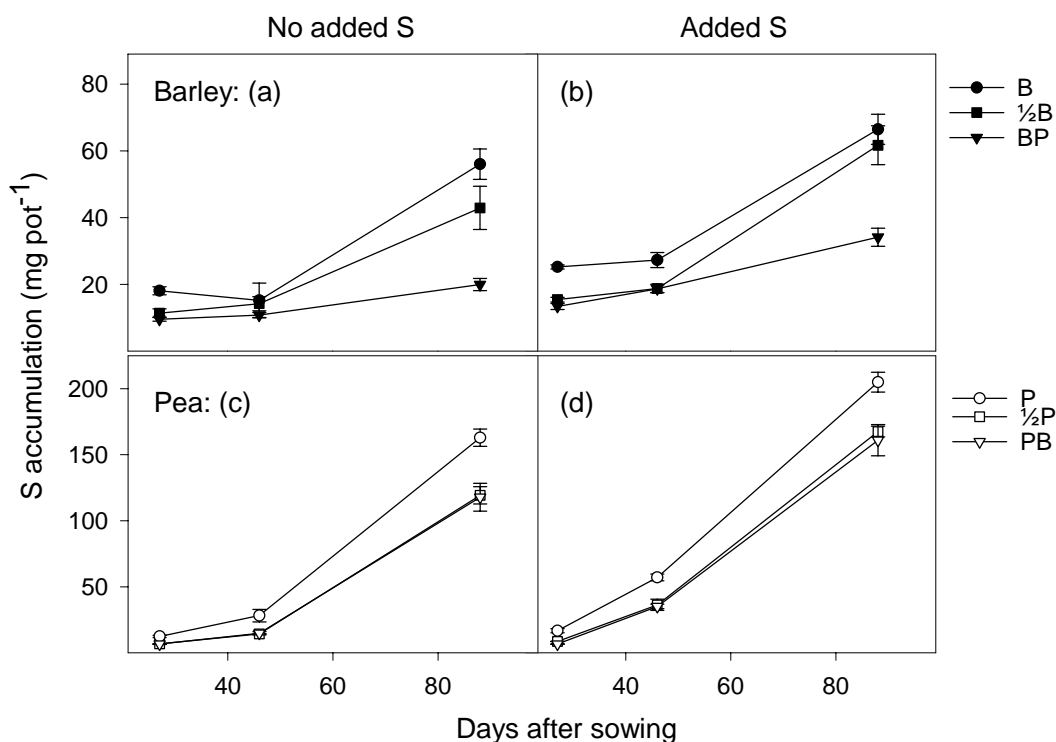 No added S Added S
80
60
40
20
Barley: (a)
(b)
B
½B
BP
S accumulation (mg pot⁻¹)
200
150
100
50
Pea: (c)
(d)
P
½P
PB
40 60 80 40 60 80
Days after sowing